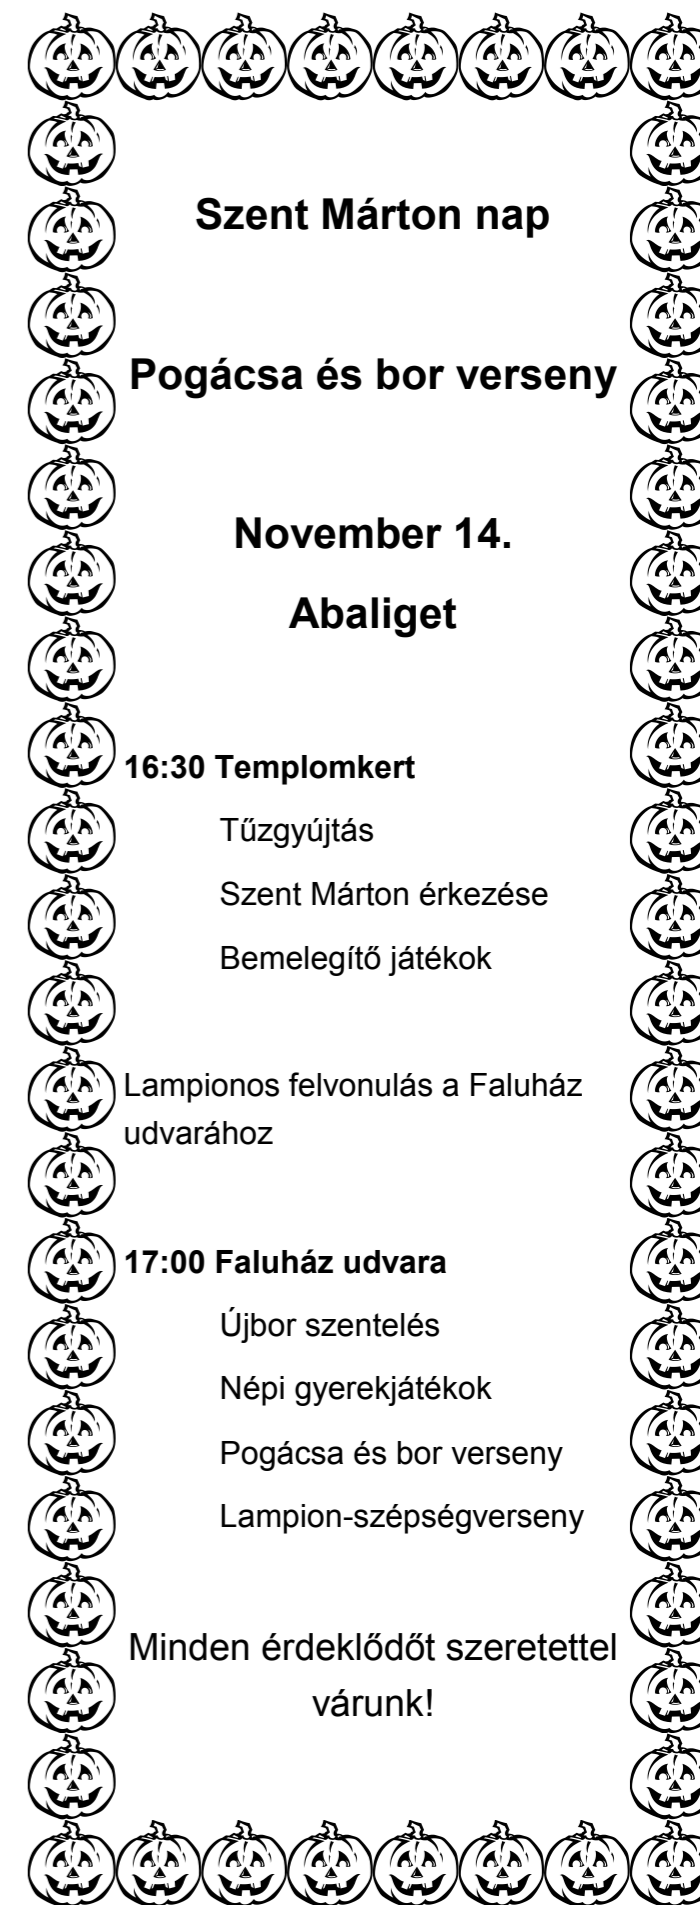 Szent Márton nap
Pogácsa és bor verseny
November 14.
Abaliget
16:30 Templomkert
Tűzgyújtás
Szent Márton érkezése
Bemelegítő játékok
Lampionos felvonulás a Faluház
udvarához
17:00 Faluház udvara
Újbor szentelés
Népi gyerekjátékok
Pogácsa és bor verseny
Lampion-szépségverseny
Minden érdeklődőt szeretettel
várunk!